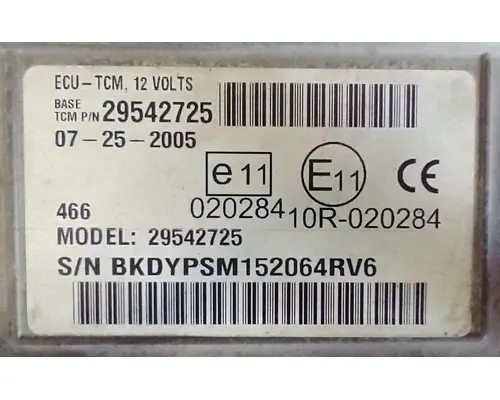 ECU-TCM, 12 VOLTS
BASE
TCM P/N 29542725
07-25-2005
e 11
E11
CE
020284 10R-020284
466
MODEL: 29542725
S/N BKDYPSM152064RV6